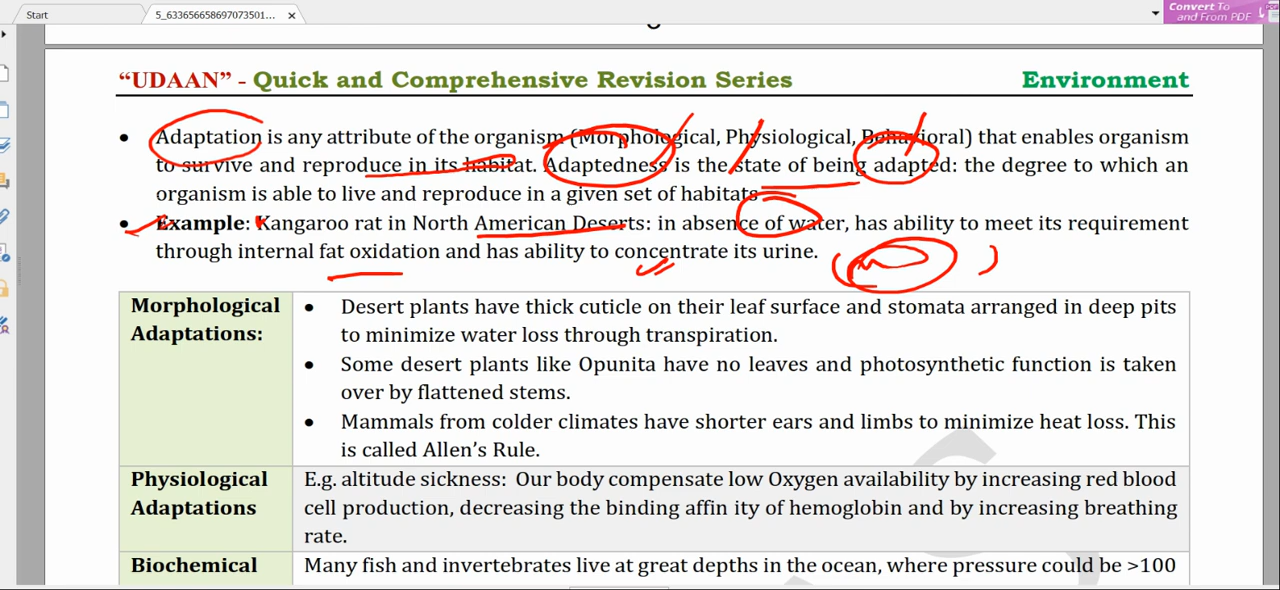 Start
5_633656658697073501...
Convert To
and From PDF
“UDAAN” - Quick and Comprehensive Revision Series Environment
• Adaptation is any attribute of the organism (Morphological, Physiological, Behavioral) that enables organism
to survive and reproduce in its habitat. Adaptedness is the state of being adapted: the degree to which an
organism is able to live and reproduce in a given set of habitats
• Example: Kangaroo rat in North American Deserts: in absence of water, has ability to meet its requirement
through internal fat oxidation and has ability to concentrate its urine.
Morphological
Adaptations:
• Desert plants have thick cuticle on their leaf surface and stomata arranged in deep pits
to minimize water loss through transpiration.
• Some desert plants like Opunita have no leaves and photosynthetic function is taken
over by flattened stems.
• Mammals from colder climates have shorter ears and limbs to minimize heat loss. This
is called Allen’s Rule.
Physiological
Adaptations
E.g. altitude sickness: Our body compensate low Oxygen availability by increasing red blood
cell production, decreasing the binding affin ity of hemoglobin and by increasing breathing
rate.
Biochemical
Many fish and invertebrates live at great depths in the ocean, where pressure could be >100